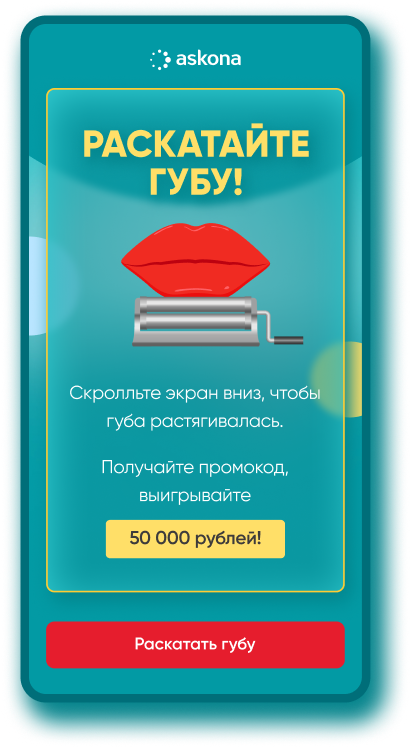 askona
РАСКАТАЙТЕ
ГУБУ!
Скролльте экран вниз, чтобы
губа растягивалась.
Получайте промокод,
выигрывайте
50 000 рублей!
Раскатать губу